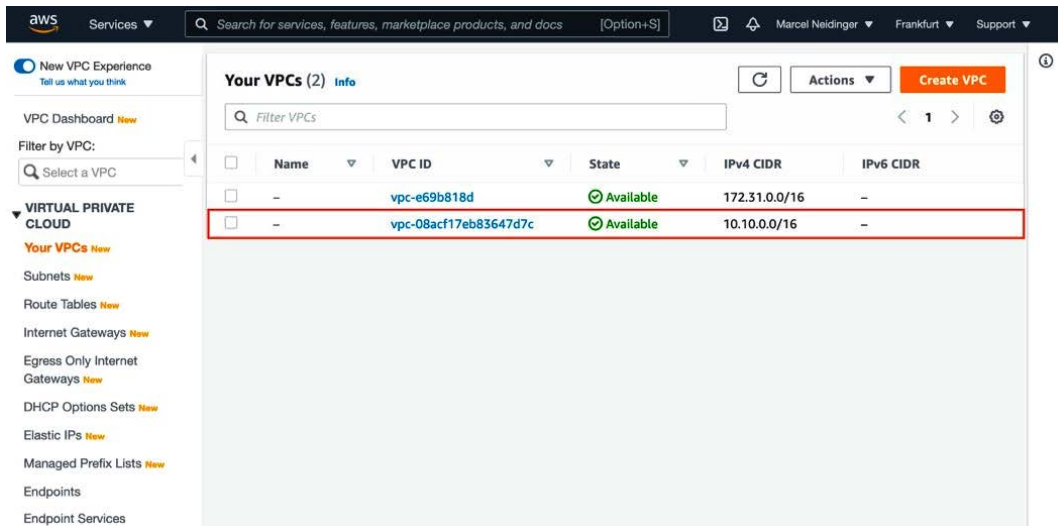 aws Services ▼ Search for services, features, marketplace products, and docs [Option+S] Marcel Neidinger ▼ Frankfurt ▼ Support ▼
New VPC Experience
Tell us what you think
VPC Dashboard New
Filter by VPC:
Select a VPC
VIRTUAL PRIVATE
CLOUD
Your VPCs New
Subnets New
Route Tables New
Internet Gateways New
Egress Only Internet
Gateways New
DHCP Options Sets New
Elastic IPs New
Managed Prefix Lists New
Endpoints
Endpoint Services
Your VPCs (2) Info Actions ▼ Create VPC
Filter VPCs < 1 >
Name VPC ID State IPv4 CIDR IPv6 CIDR
– vpc-e69b818d Available 172.31.0.0/16 –
– vpc-08acf17eb83647d7c Available 10.10.0.0/16 –